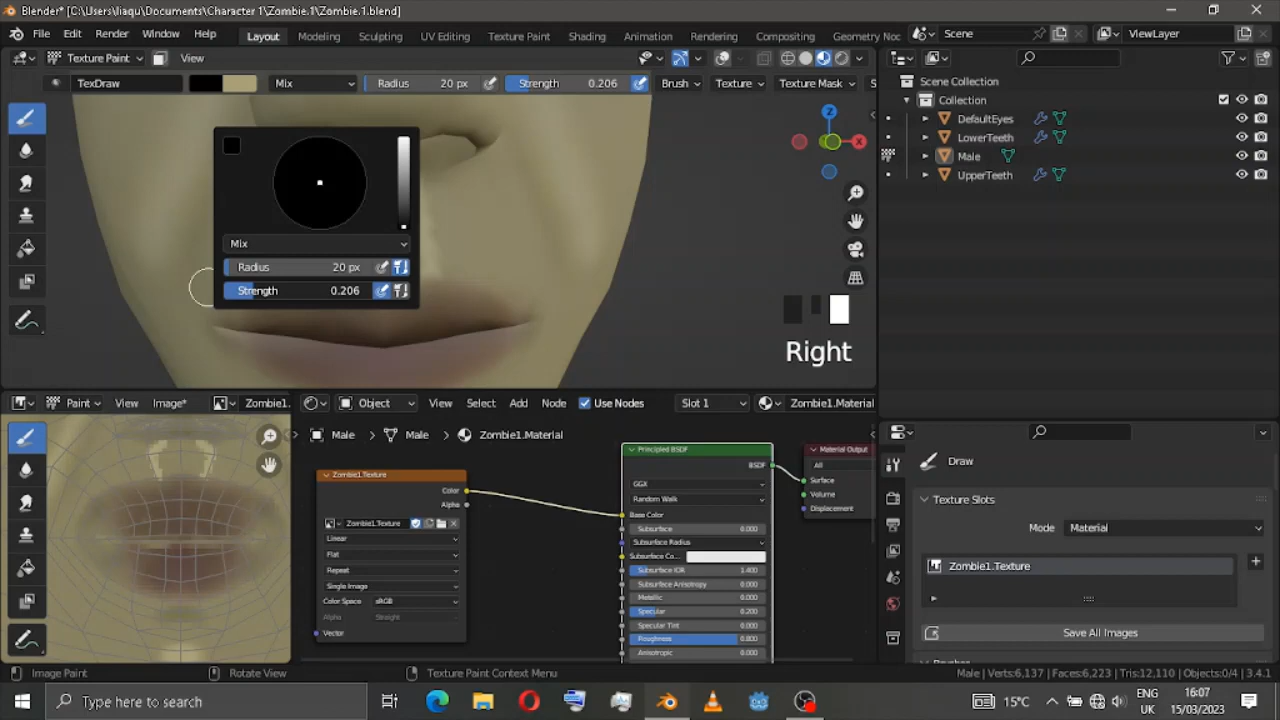 Blender* [C:\Users\liaqu\Documents\Character 1\Zombie.1\Zombie.1.blend]
File Edit Render Window Help Layout Modeling Sculpting UV Editing Texture Paint Shading Animation Rendering Compositing Geometry Noc Scene ViewLayer
Texture Paint View
TexDraw Mix Radius 20 px Strength 0.206 Brush Texture Texture Mask S
Scene Collection
Collection
DefaultEyes
LowerTeeth
Male
UpperTeeth
Z
X
Mix
Radius 20 px
Strength 0.206
Right
Paint View Image* Zombie1. Object View Select Add Node Use Nodes Slot 1 Zombie1.Material
Male Male Zombie1.Material
Zombie1.Texture
Color
Alpha
Zombie1.Texture
Linear
Flat
Repeat
Single Image
Color Space sRGB
Alpha Straight
Vector
Principled BSDF
BSDF
GGX
Random Walk
Base Color
Subsurface 0.000
Subsurface Radius
Subsurface Co...
Subsurface IOR 1.400
Subsurface Anisotropy 0.000
Metallic 0.000
Specular 0.200
Specular Tint 0.000
Roughness 0.800
Anisotropic 0.000
Material Output
All
Surface
Volume
Displacement
Draw
Texture Slots
Mode Material
Zombie1.Texture
Save All Images
Image Paint Rotate View Texture Paint Context Menu Male | Verts:6,137 | Faces:6,223 | Tris:12,110 | Objects:0/4 | 3.4.1
Type here to search 15°C ENG UK 16:07 15/03/2023